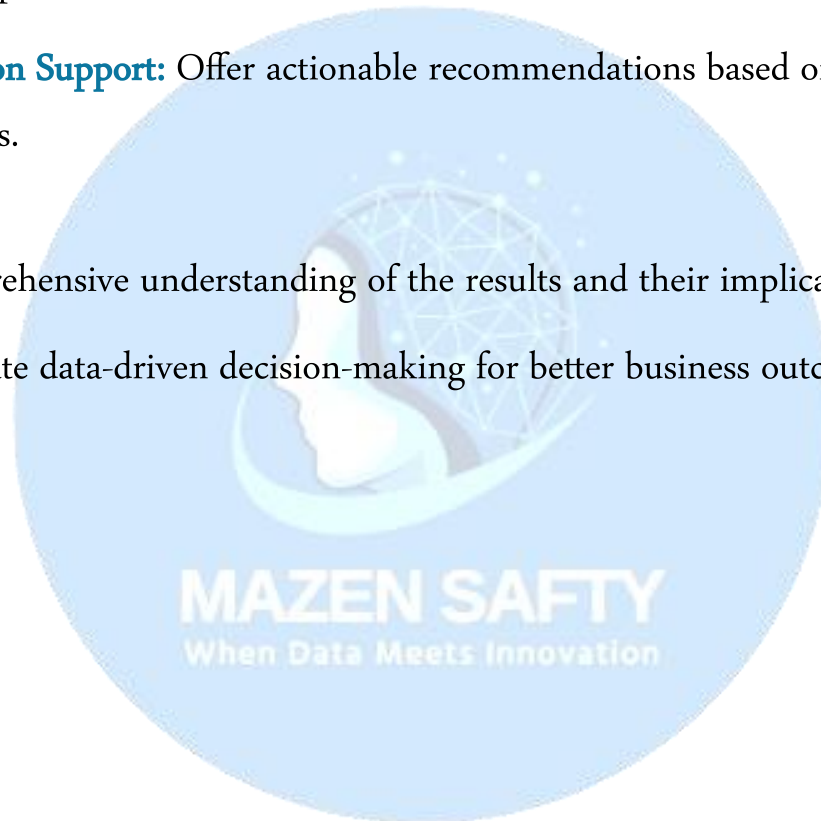 on Support: Offer actionable recommendations based o
s.
rehensive understanding of the results and their implica
te data-driven decision-making for better business outc
MAZEN SAFTY
When Data Meets Innovation